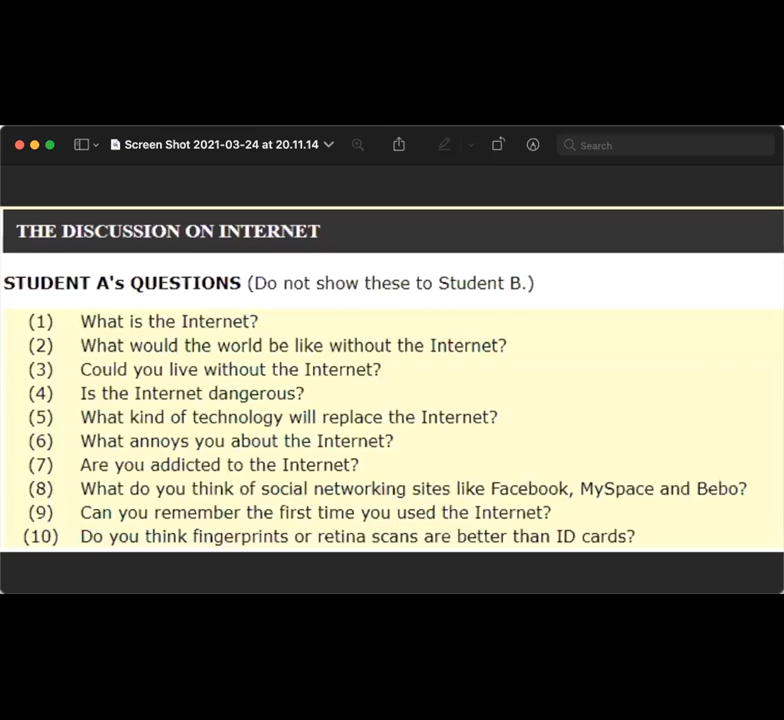 Screen Shot 2021-03-24 at 20.11.14
Search
THE DISCUSSION ON INTERNET
STUDENT A's QUESTIONS (Do not show these to Student B.)
(1) What is the Internet?
(2) What would the world be like without the Internet?
(3) Could you live without the Internet?
(4) Is the Internet dangerous?
(5) What kind of technology will replace the Internet?
(6) What annoys you about the Internet?
(7) Are you addicted to the Internet?
(8) What do you think of social networking sites like Facebook, MySpace and Bebo?
(9) Can you remember the first time you used the Internet?
(10) Do you think fingerprints or retina scans are better than ID cards?